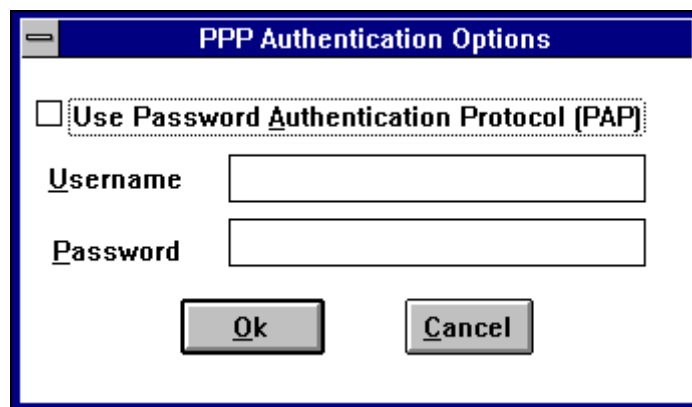 PPP Authentication Options
Use Password Authentication Protocol (PAP)
Username
Password
Ok Cancel